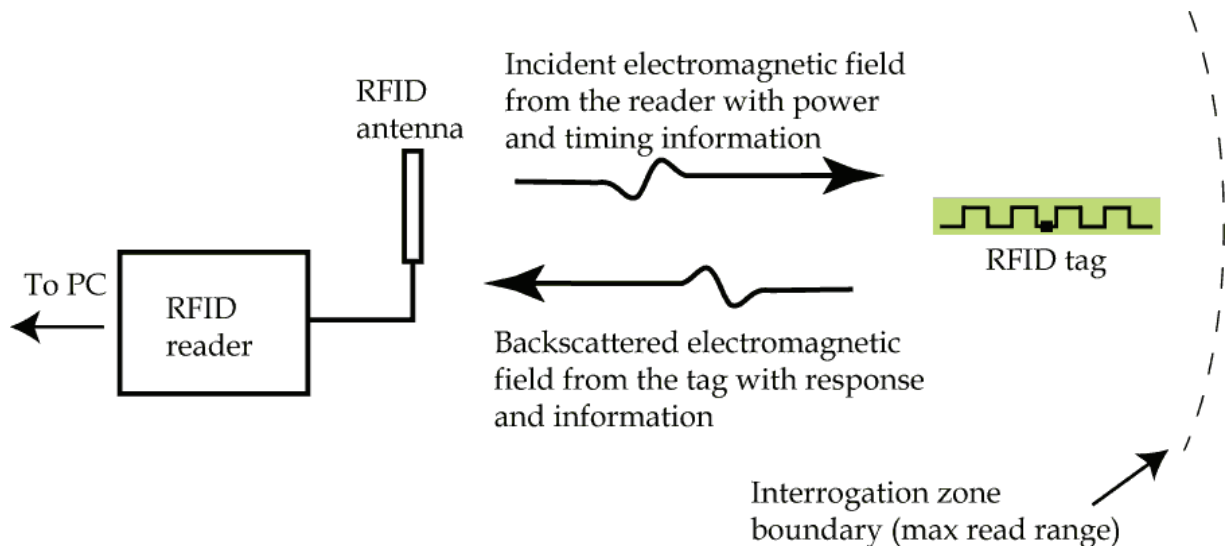 RFID
antenna
Incident electromagnetic field
from the reader with power
and timing information
RFID tag
To PC
RFID
reader
Backscattered electromagnetic
field from the tag with response
and information
Interrogation zone
boundary (max read range)